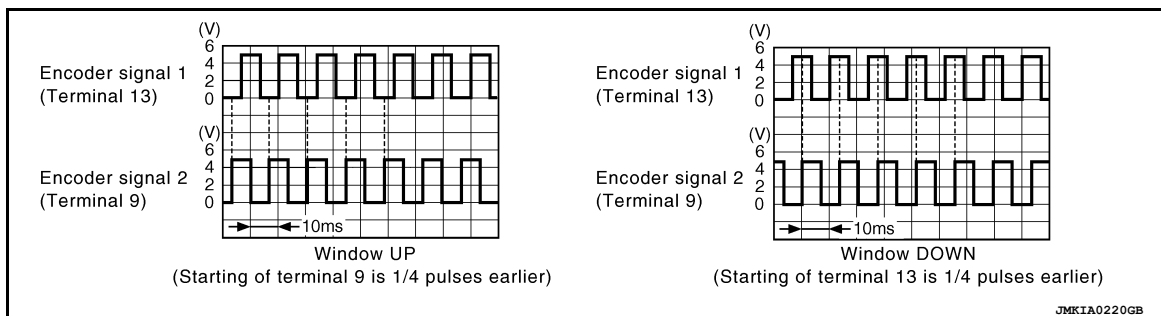 (V)
6
4
2
0
Encoder signal 1
(Terminal 13)
(V)
6
4
2
0
Encoder signal 2
(Terminal 9)
10ms
Window UP
(Starting of terminal 9 is 1/4 pulses earlier)
(V)
6
4
2
0
Encoder signal 1
(Terminal 13)
(V)
6
4
2
0
Encoder signal 2
(Terminal 9)
10ms
Window DOWN
(Starting of terminal 13 is 1/4 pulses earlier)
JMKIA0220GB